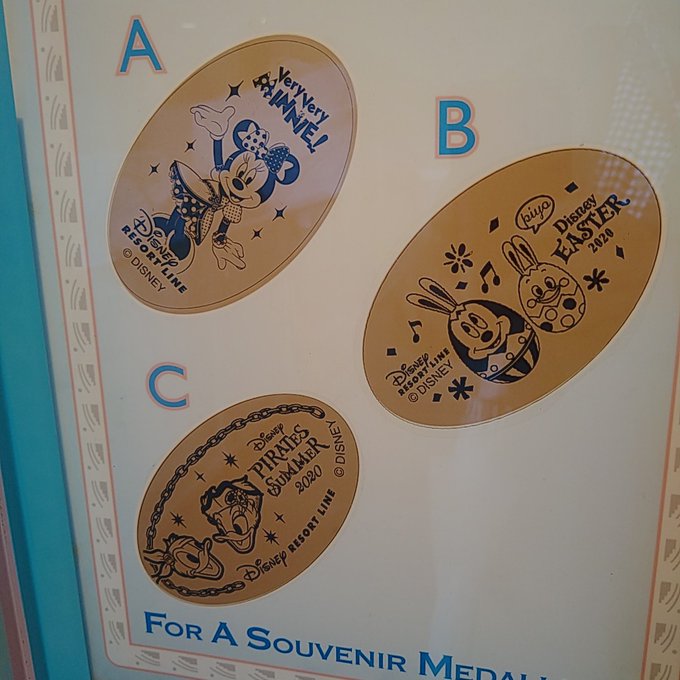 A
Very Very
MINNIE!
Disney
RESORT LINE
© DISNEY
B
piyo
Disney
EASTER
2020
Disney
RESORT LINE
© DISNEY
C
DISNEY
PIRATES
SUMMER
2020
© DISNEY
Disney RESORT LINE
FOR A SOUVENIR